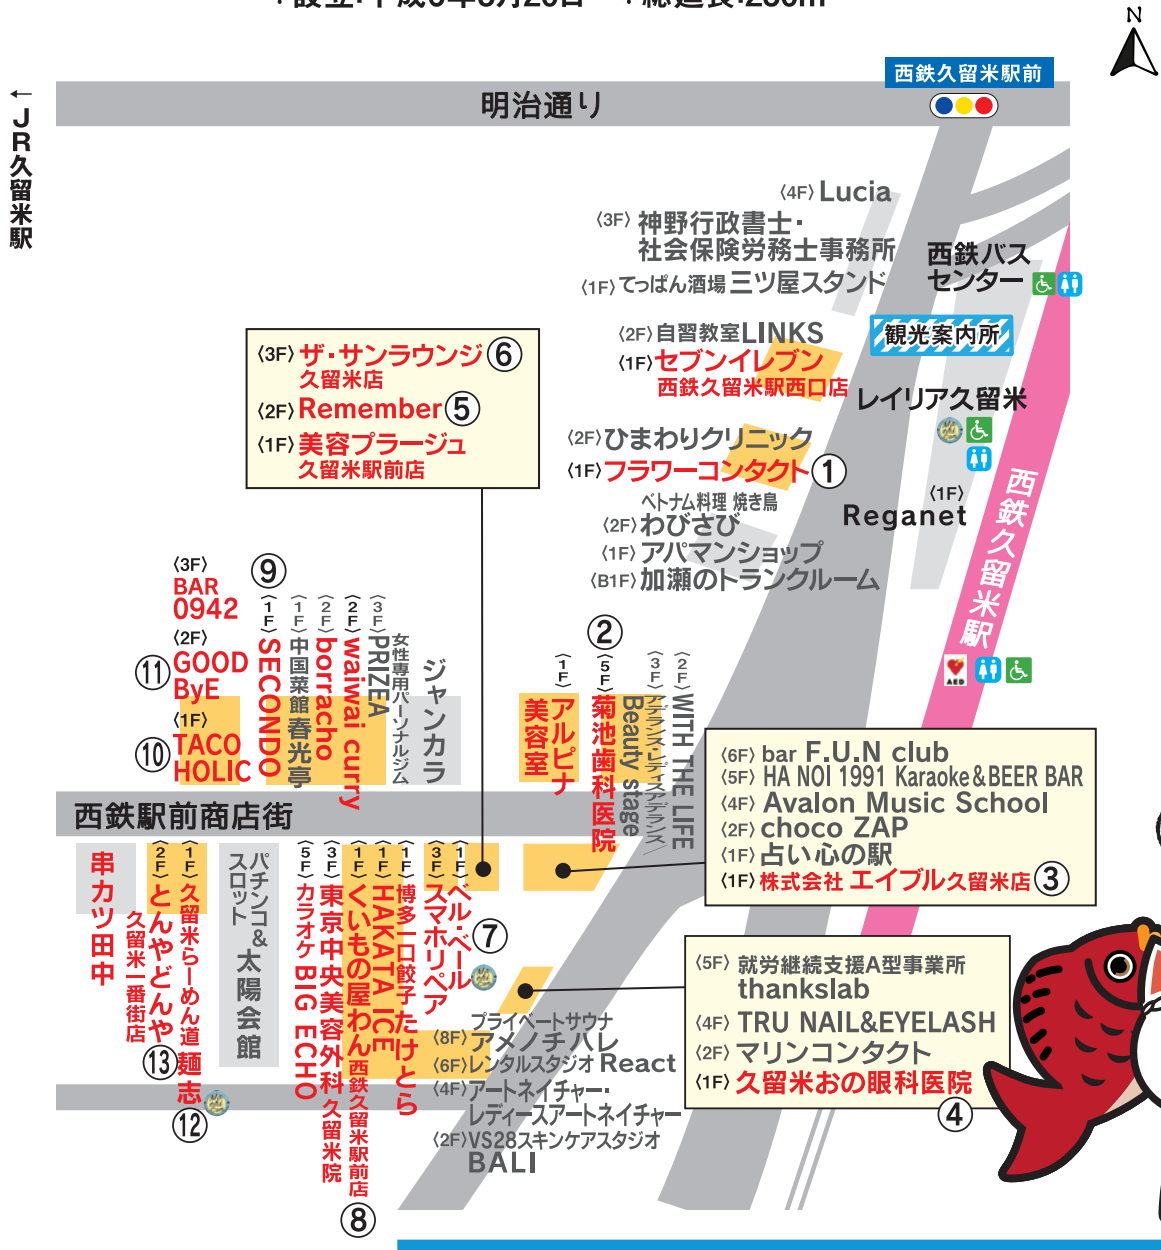 N
西鉄久留米駅前
明治通り
←JR久留米駅
〈4F〉Lucia
〈3F〉神野行政書士・
社会保険労務士事務所
〈1F〉てっぱん酒場 三ツ屋スタンド
西鉄バス
センター
〈2F〉自習教室LINKS
〈1F〉セブンイレブン
西鉄久留米駅西口店
観光案内所
レイリア久留米
〈3F〉ザ・サンラウンジ⑥
久留米店
〈2F〉Remember⑤
〈1F〉美容プラージュ
久留米駅前店
〈2F〉ひまわりクリニック
〈1F〉フラワーコンタクト①
ベトナム料理 焼き鳥
〈2F〉わびさび
〈1F〉アパマンショップ
〈B1F〉加瀬のトランクルーム
〈1F〉
Reganet
西鉄久留米駅
AED
〈3F〉
BAR
0942
〈2F〉
⑪GOOD
ByE
〈1F〉
⑩TACO
HOLIC
⑨
〈1F〉SECONDO
〈1F〉中国菜館 春光亭
〈2F〉borracho
〈2F〉waiwai curry
〈3F〉PRIZEA
女性専用パーソナルジム
ジャンカラ
〈1F〉アルピナ
美容室
②
〈5F〉菊池歯科医院
〈3F〉アデランス・レディスアデランス/
Beauty stage
〈2F〉WITH THE LIFE
〈6F〉bar F.U.N club
〈5F〉HA NOI 1991 Karaoke&BEER BAR
〈4F〉Avalon Music School
〈2F〉choco ZAP
〈1F〉占い心の駅
〈1F〉株式会社 エイブル久留米店③
西鉄駅前商店街
串カツ田中
〈2F〉とんやどんや
久留米一番街店
⑬
〈1F〉久留米らーめん道 麺志
⑫
パチンコ&
スロット
太陽会館
〈5F〉カラオケ BIG ECHO
〈3F〉東京中央美容外科 久留米院
〈1F〉くいもの屋わん 西鉄久留米駅前店
⑧
〈1F〉HAKATA ICE
〈1F〉博多一口餃子 たけとら
〈3F〉スマホリペア
〈1F〉ベル・ベール
⑦
〈5F〉就労継続支援A型事業所
thankslab
〈4F〉TRU NAIL&EYELASH
〈2F〉マリンコンタクト
〈1F〉久留米おの眼科医院
④
プライベートサウナ
〈8F〉アメノチハレ
〈6F〉レンタルスタジオ React
〈4F〉アートネイチャー・
レディースアートネイチャー
〈2F〉VS28スキンケアスタジオ
BALI